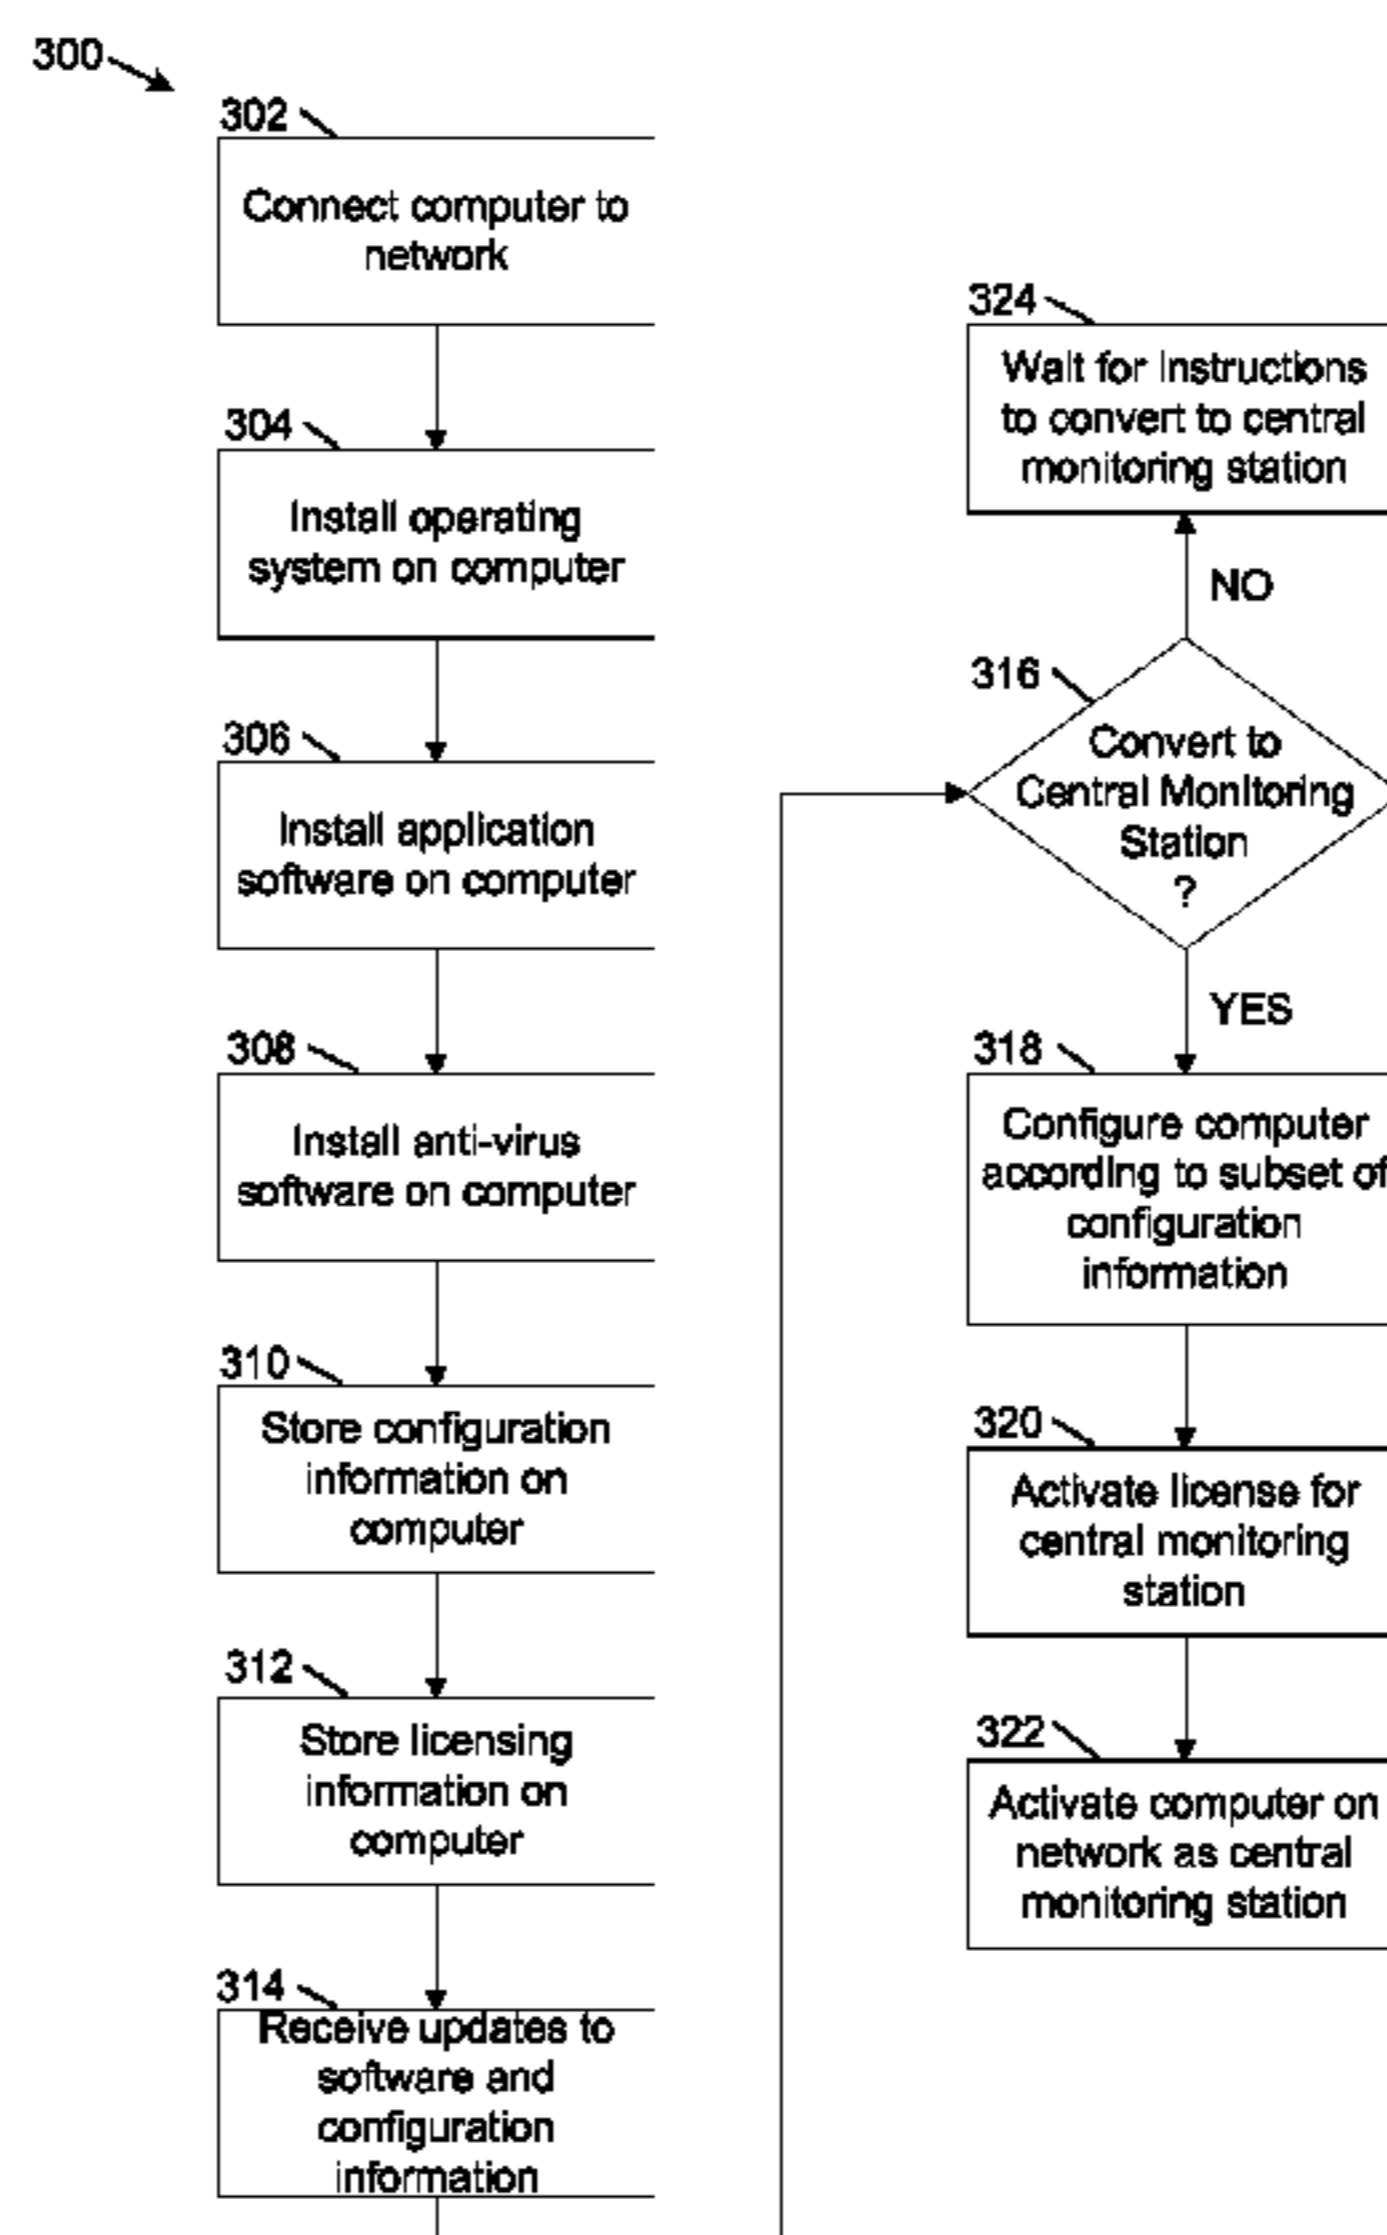 300
302
Connect computer to
network
304
Install operating
system on computer
306
Install application
software on computer
308
Install anti-virus
software on computer
310
Store configuration
information on
computer
312
Store licensing
information on
computer
314
Receive updates to
software and
configuration
information
324
Wait for instructions
to convert to central
monitoring station
NO
316
Convert to
Central Monitoring
Station
?
YES
318
Configure computer
according to subset of
configuration
information
320
Activate license for
central monitoring
station
322
Activate computer on
network as central
monitoring station